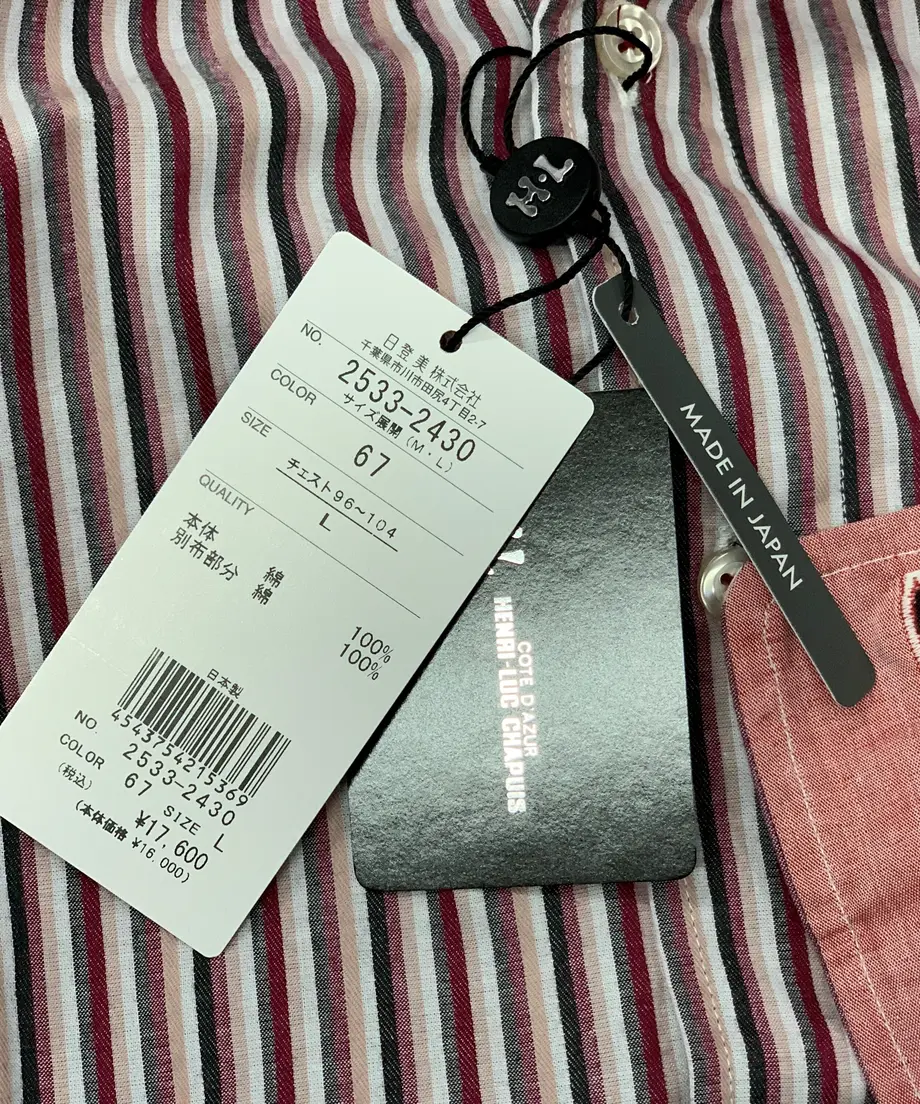 H・L
日登美 株式会社
千葉県市川市田尻4丁目2-7
NO. 2533-2430
サイズ展開 (M・L)
COLOR 67
SIZE チェスト96~104
L
QUALITY
本体 綿 100%
別布部分 綿 100%
日本製
4543754215369
NO. 2533-2430
COLOR 67 SIZE L
(税込) ¥17,600
(本体価格 ¥16,000)
MADE IN JAPAN
COTE D'AZUR
HENRI-LUC CHAPUIS